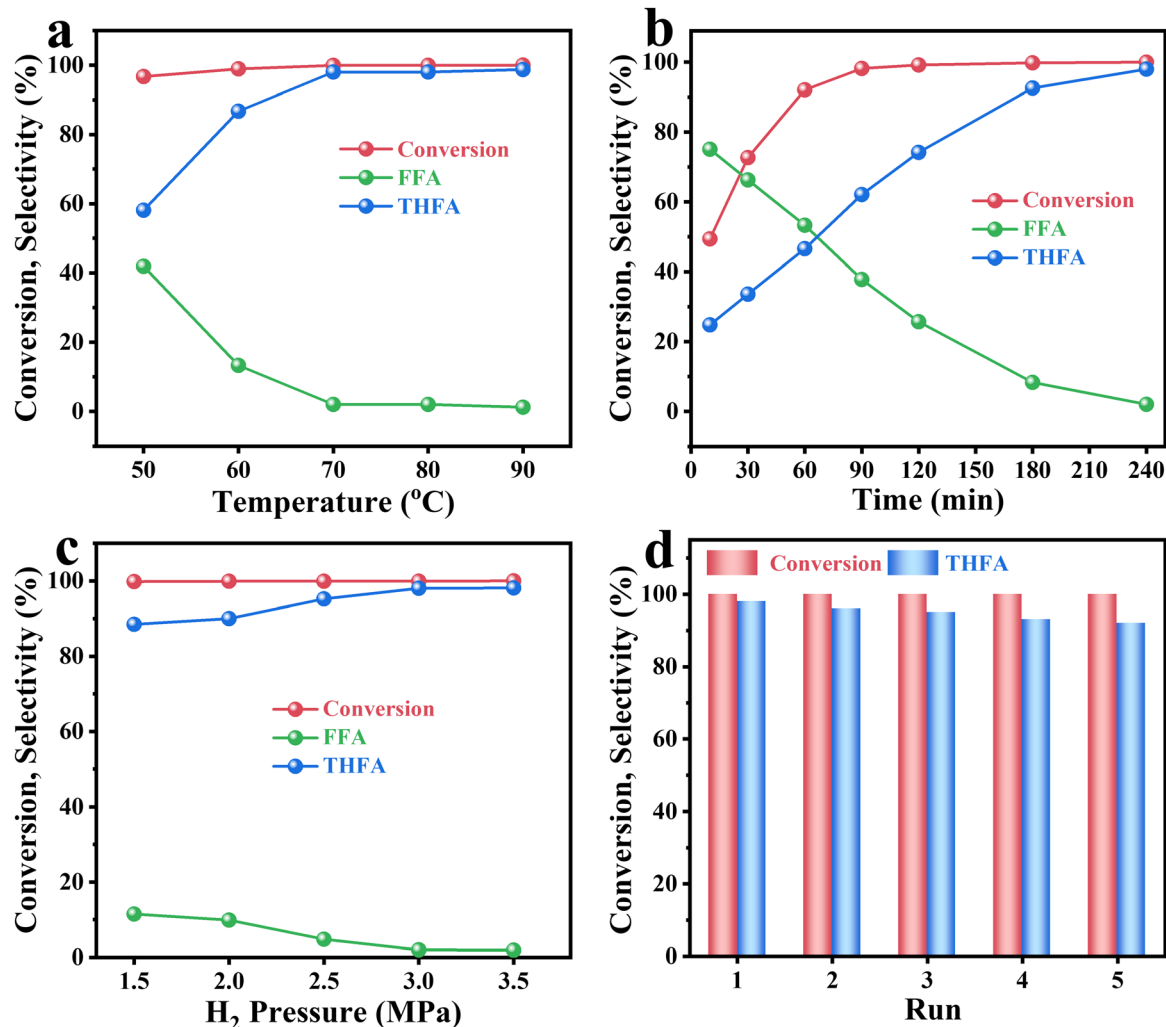 a
Conversion, Selectivity (%)
100
80
60
40
20
0
Conversion
FFA
THFA
50 60 70 80 90
Temperature (°C)
b
Conversion, Selectivity (%)
100
80
60
40
20
0
Conversion
FFA
THFA
0 30 60 90 120 150 180 210 240
Time (min)
c
Conversion, Selectivity (%)
100
80
60
40
20
0
Conversion
FFA
THFA
1.5 2.0 2.5 3.0 3.5
H₂ Pressure (MPa)
d
Conversion, Selectivity (%)
100
80
60
40
20
0
Conversion THFA
1 2 3 4 5
Run